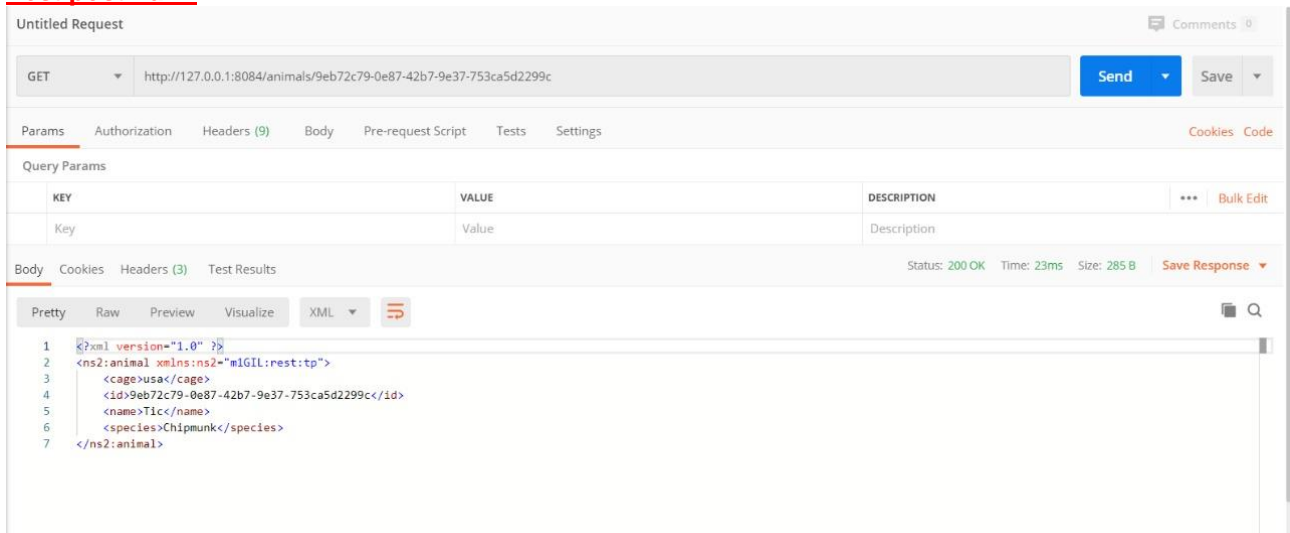 Untitled Request
Comments 0
GET http://127.0.0.1:8084/animals/9eb72c79-0e87-42b7-9e37-753ca5d2299c Send Save
Params Authorization Headers (9) Body Pre-request Script Tests Settings Cookies Code
Query Params
KEY VALUE DESCRIPTION ••• Bulk Edit
Key Value Description
Body Cookies Headers (3) Test Results Status: 200 OK Time: 23ms Size: 285 B Save Response
Pretty Raw Preview Visualize XML
1 <?xml version="1.0" ?>
2 <ns2:animal xmlns:ns2="m1GIL:rest:tp">
3 <cage>usa</cage>
4 <id>9eb72c79-0e87-42b7-9e37-753ca5d2299c</id>
5 <name>Tic</name>
6 <species>Chipmunk</species>
7 </ns2:animal>